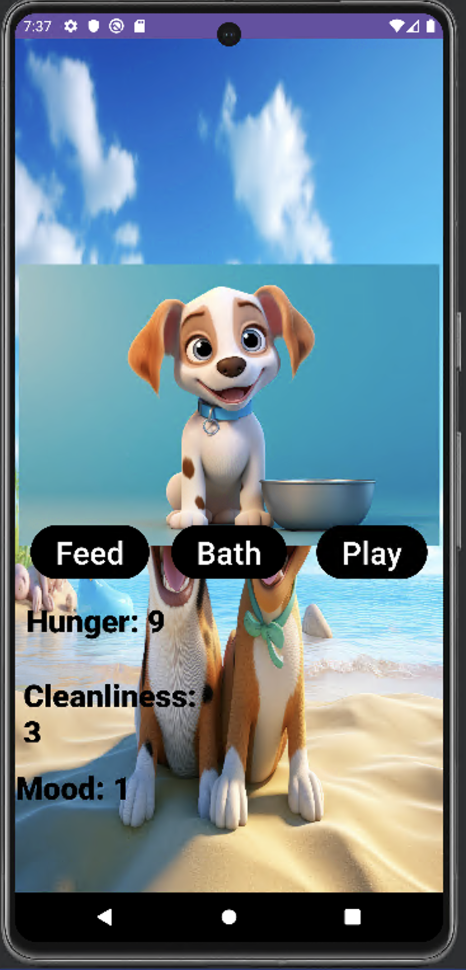 7:37
Feed Bath Play
Hunger: 9
Cleanliness:
3
Mood: 1